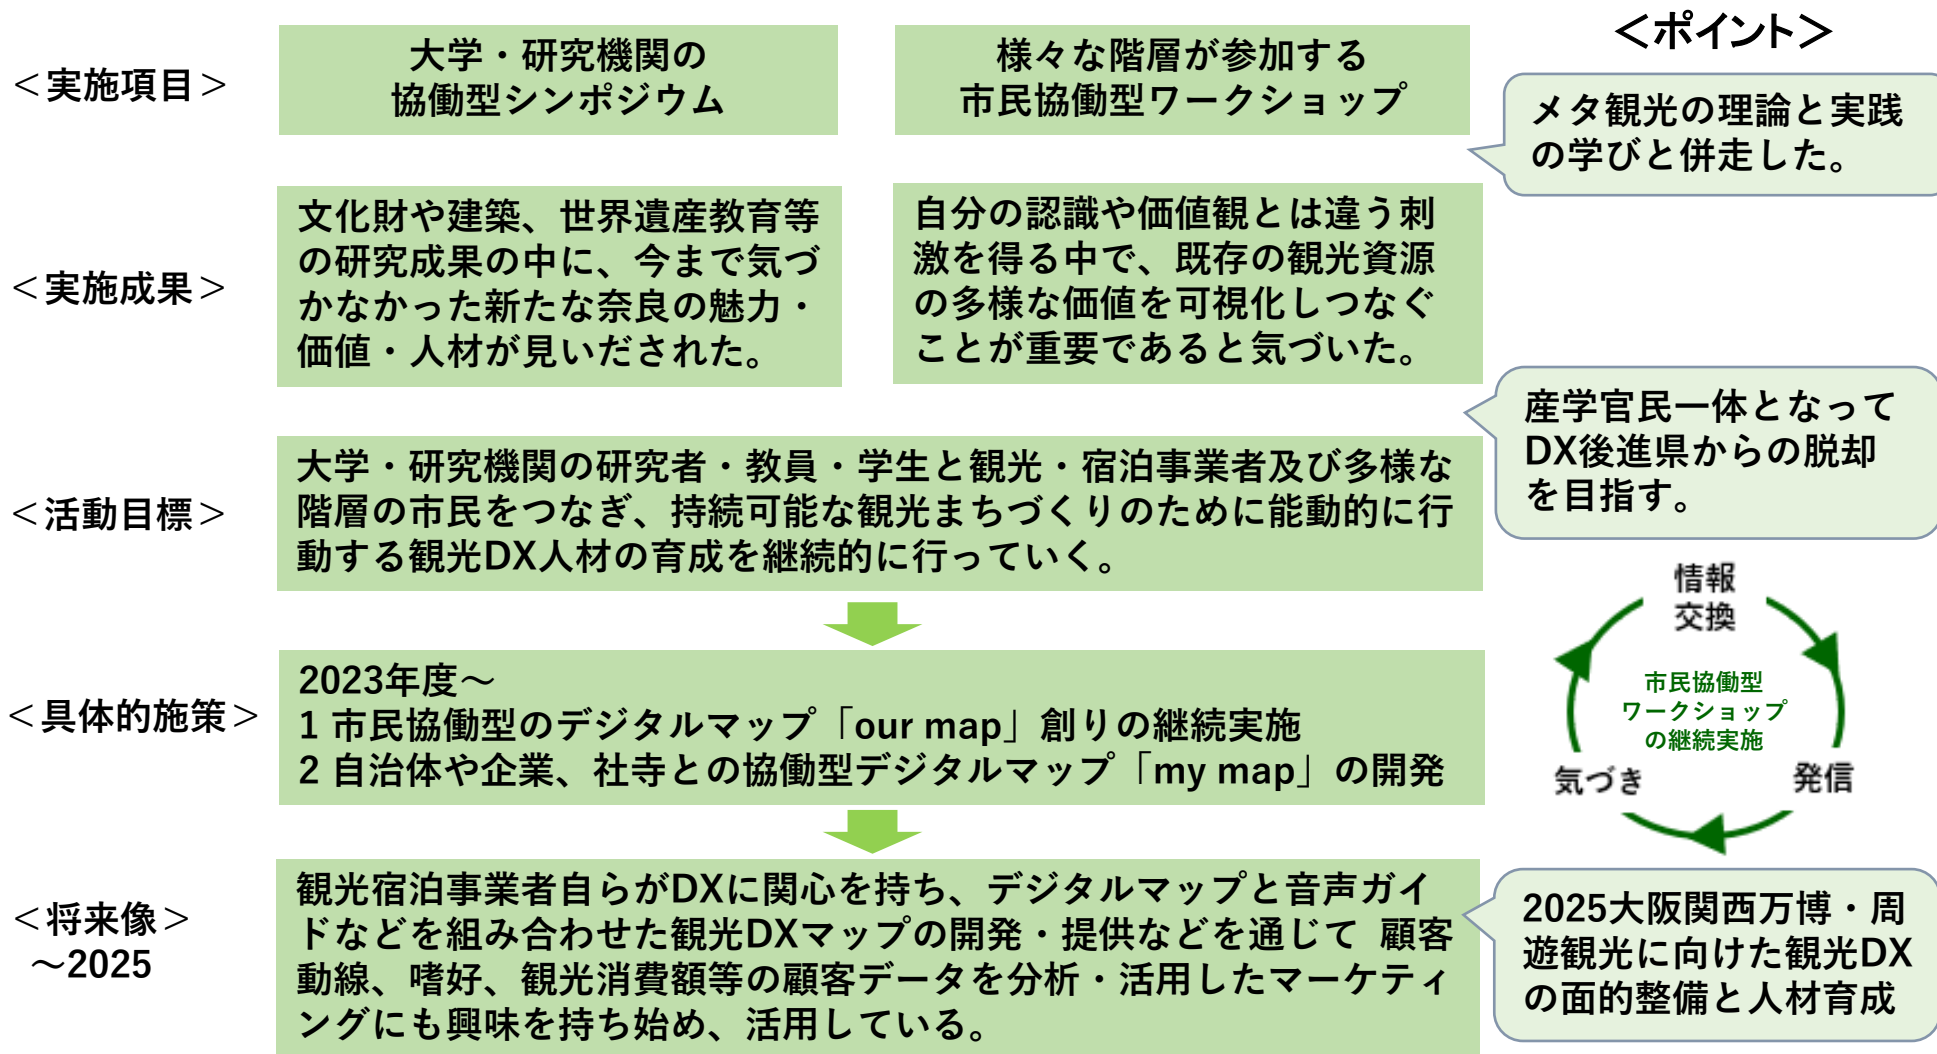 ＜ポイント＞
＜実施項目＞
大学・研究機関の
協働型シンポジウム
様々な階層が参加する
市民協働型ワークショップ
メタ観光の理論と実践
の学びと併走した。
＜実施成果＞
文化財や建築、世界遺産教育等
の研究成果の中に、今まで気づ
かなかった新たな奈良の魅力・
価値・人材が見いだされた。
自分の認識や価値観とは違う刺
激を得る中で、既存の観光資源
の多様な価値を可視化しつなぐ
ことが重要であると気づいた。
産学官民一体となって
DX後進県からの脱却
を目指す。
＜活動目標＞
大学・研究機関の研究者・教員・学生と観光・宿泊事業者及び多様な
階層の市民をつなぎ、持続可能な観光まちづくりのために能動的に行
動する観光DX人材の育成を継続的に行っていく。
＜具体的施策＞
2023年度～
1 市民協働型のデジタルマップ「our map」創りの継続実施
2 自治体や企業、社寺との協働型デジタルマップ「my map」の開発
情報
交換
市民協働型
ワークショップ
の継続実施
気づき
発信
＜将来像＞
～2025
観光宿泊事業者自らがDXに関心を持ち、デジタルマップと音声ガイ
ドなどを組み合わせた観光DXマップの開発・提供などを通じて 顧客
動線、嗜好、観光消費額等の顧客データを分析・活用したマーケティ
ングにも興味を持ち始め、活用している。
2025大阪関西万博・周
遊観光に向けた観光DX
の面的整備と人材育成